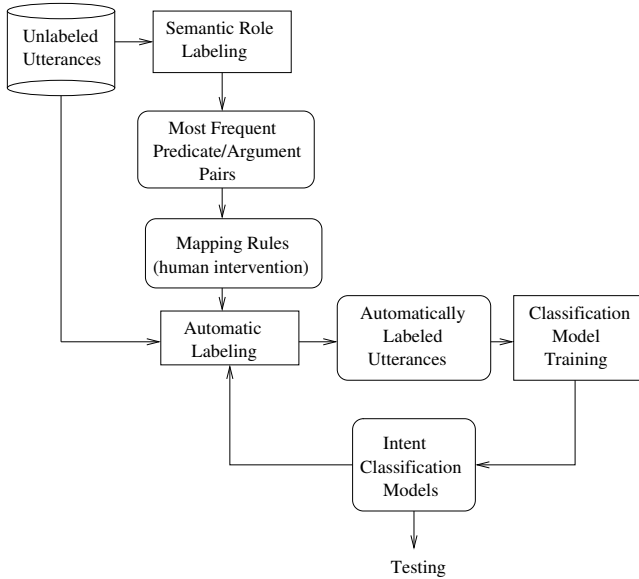 Unlabeled
Utterances
Semantic Role
Labeling
Most Frequent
Predicate/Argument
Pairs
Mapping Rules
(human intervention)
Automatic
Labeling
Automatically
Labeled
Utterances
Classification
Model
Training
Intent
Classification
Models
Testing